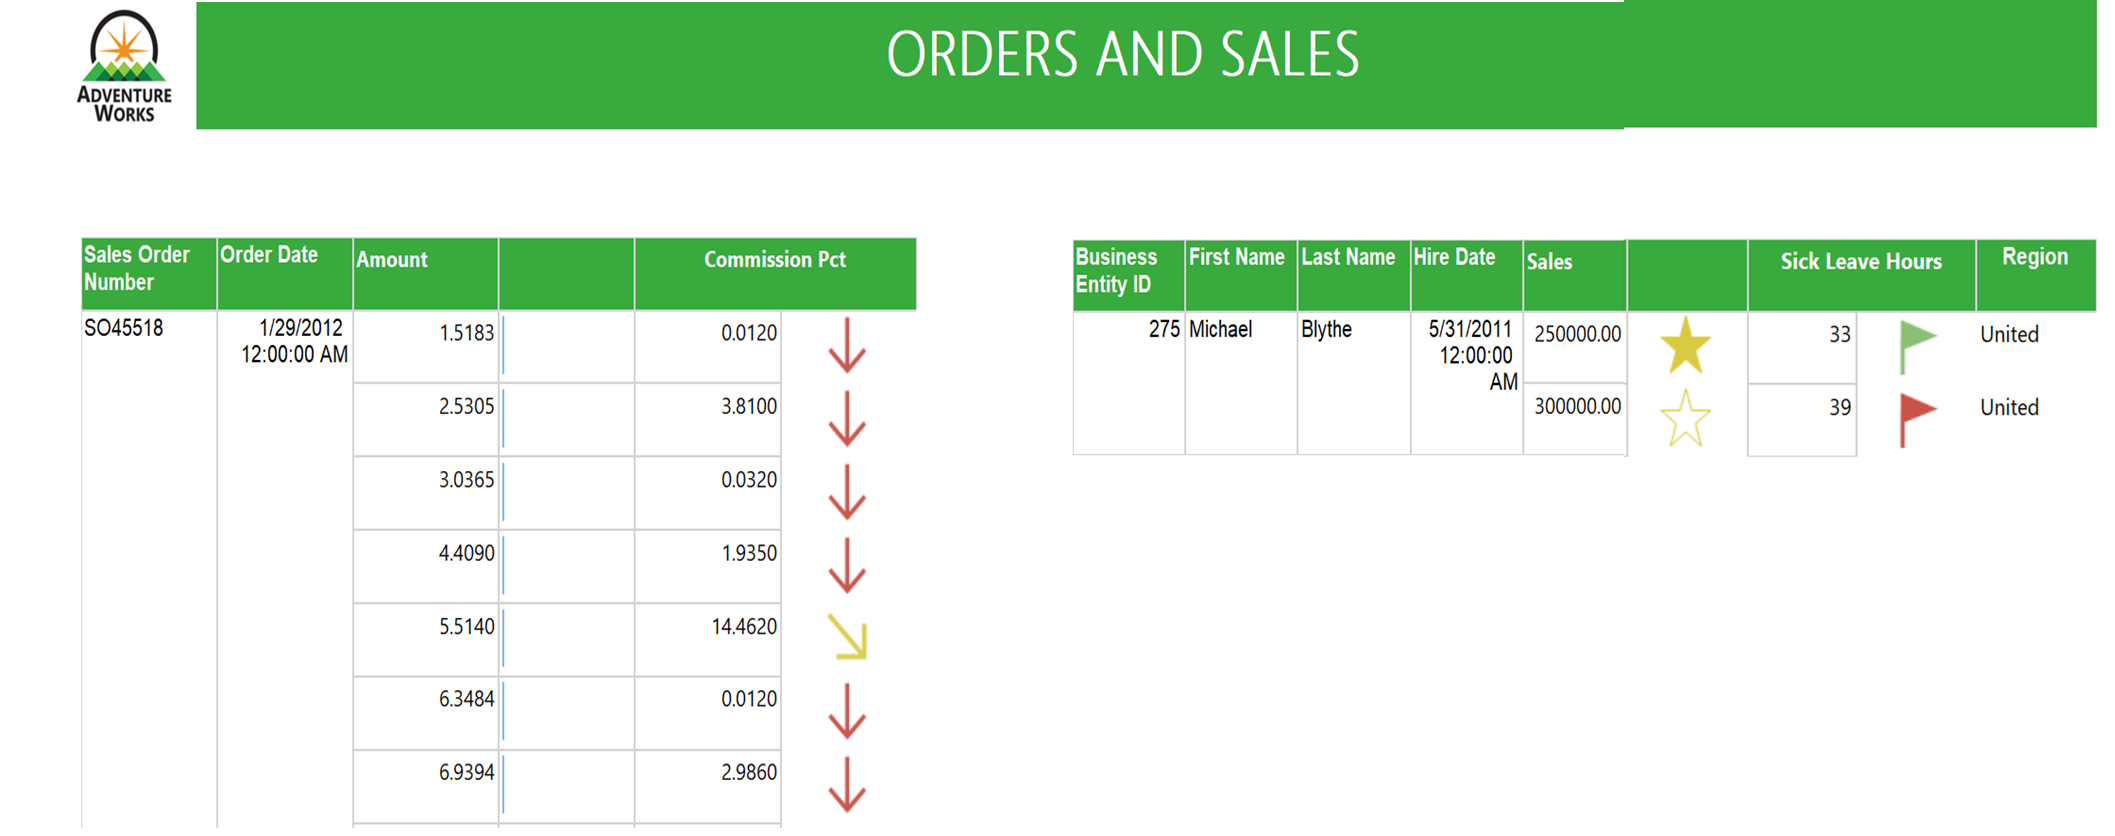 ADVENTURE
WORKS
ORDERS AND SALES
Sales Order
Number
Order Date
Amount
Commission Pct
SO45518
1/29/2012
12:00:00 AM
1.5183
0.0120
2.5305
3.8100
3.0365
0.0320
4.4090
1.9350
5.5140
14.4620
6.3484
0.0120
6.9394
2.9860
Business
Entity ID
First Name
Last Name
Hire Date
Sales
Sick Leave Hours
Region
275
Michael
Blythe
5/31/2011
12:00:00
AM
250000.00
33
United
300000.00
39
United